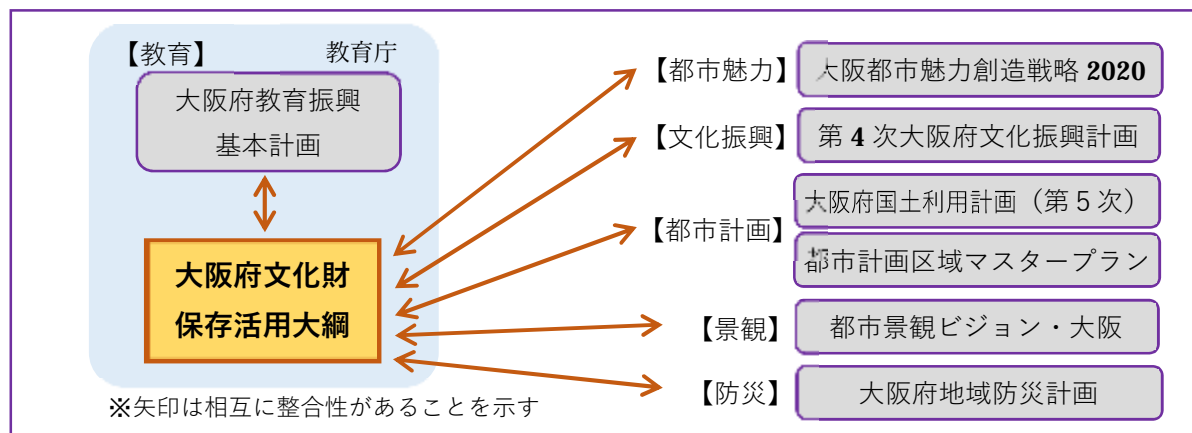 【教育】 教育庁
大阪府教育振興
基本計画
大阪府文化財
保存活用大綱
※矢印は相互に整合性があることを示す
【都市魅力】 大阪都市魅力創造戦略 2020
【文化振興】 第 4 次大阪府文化振興計画
【都市計画】
大阪府国土利用計画（第５次）
都市計画区域マスタープラン
【景観】 都市景観ビジョン・大阪
【防災】 大阪府地域防災計画